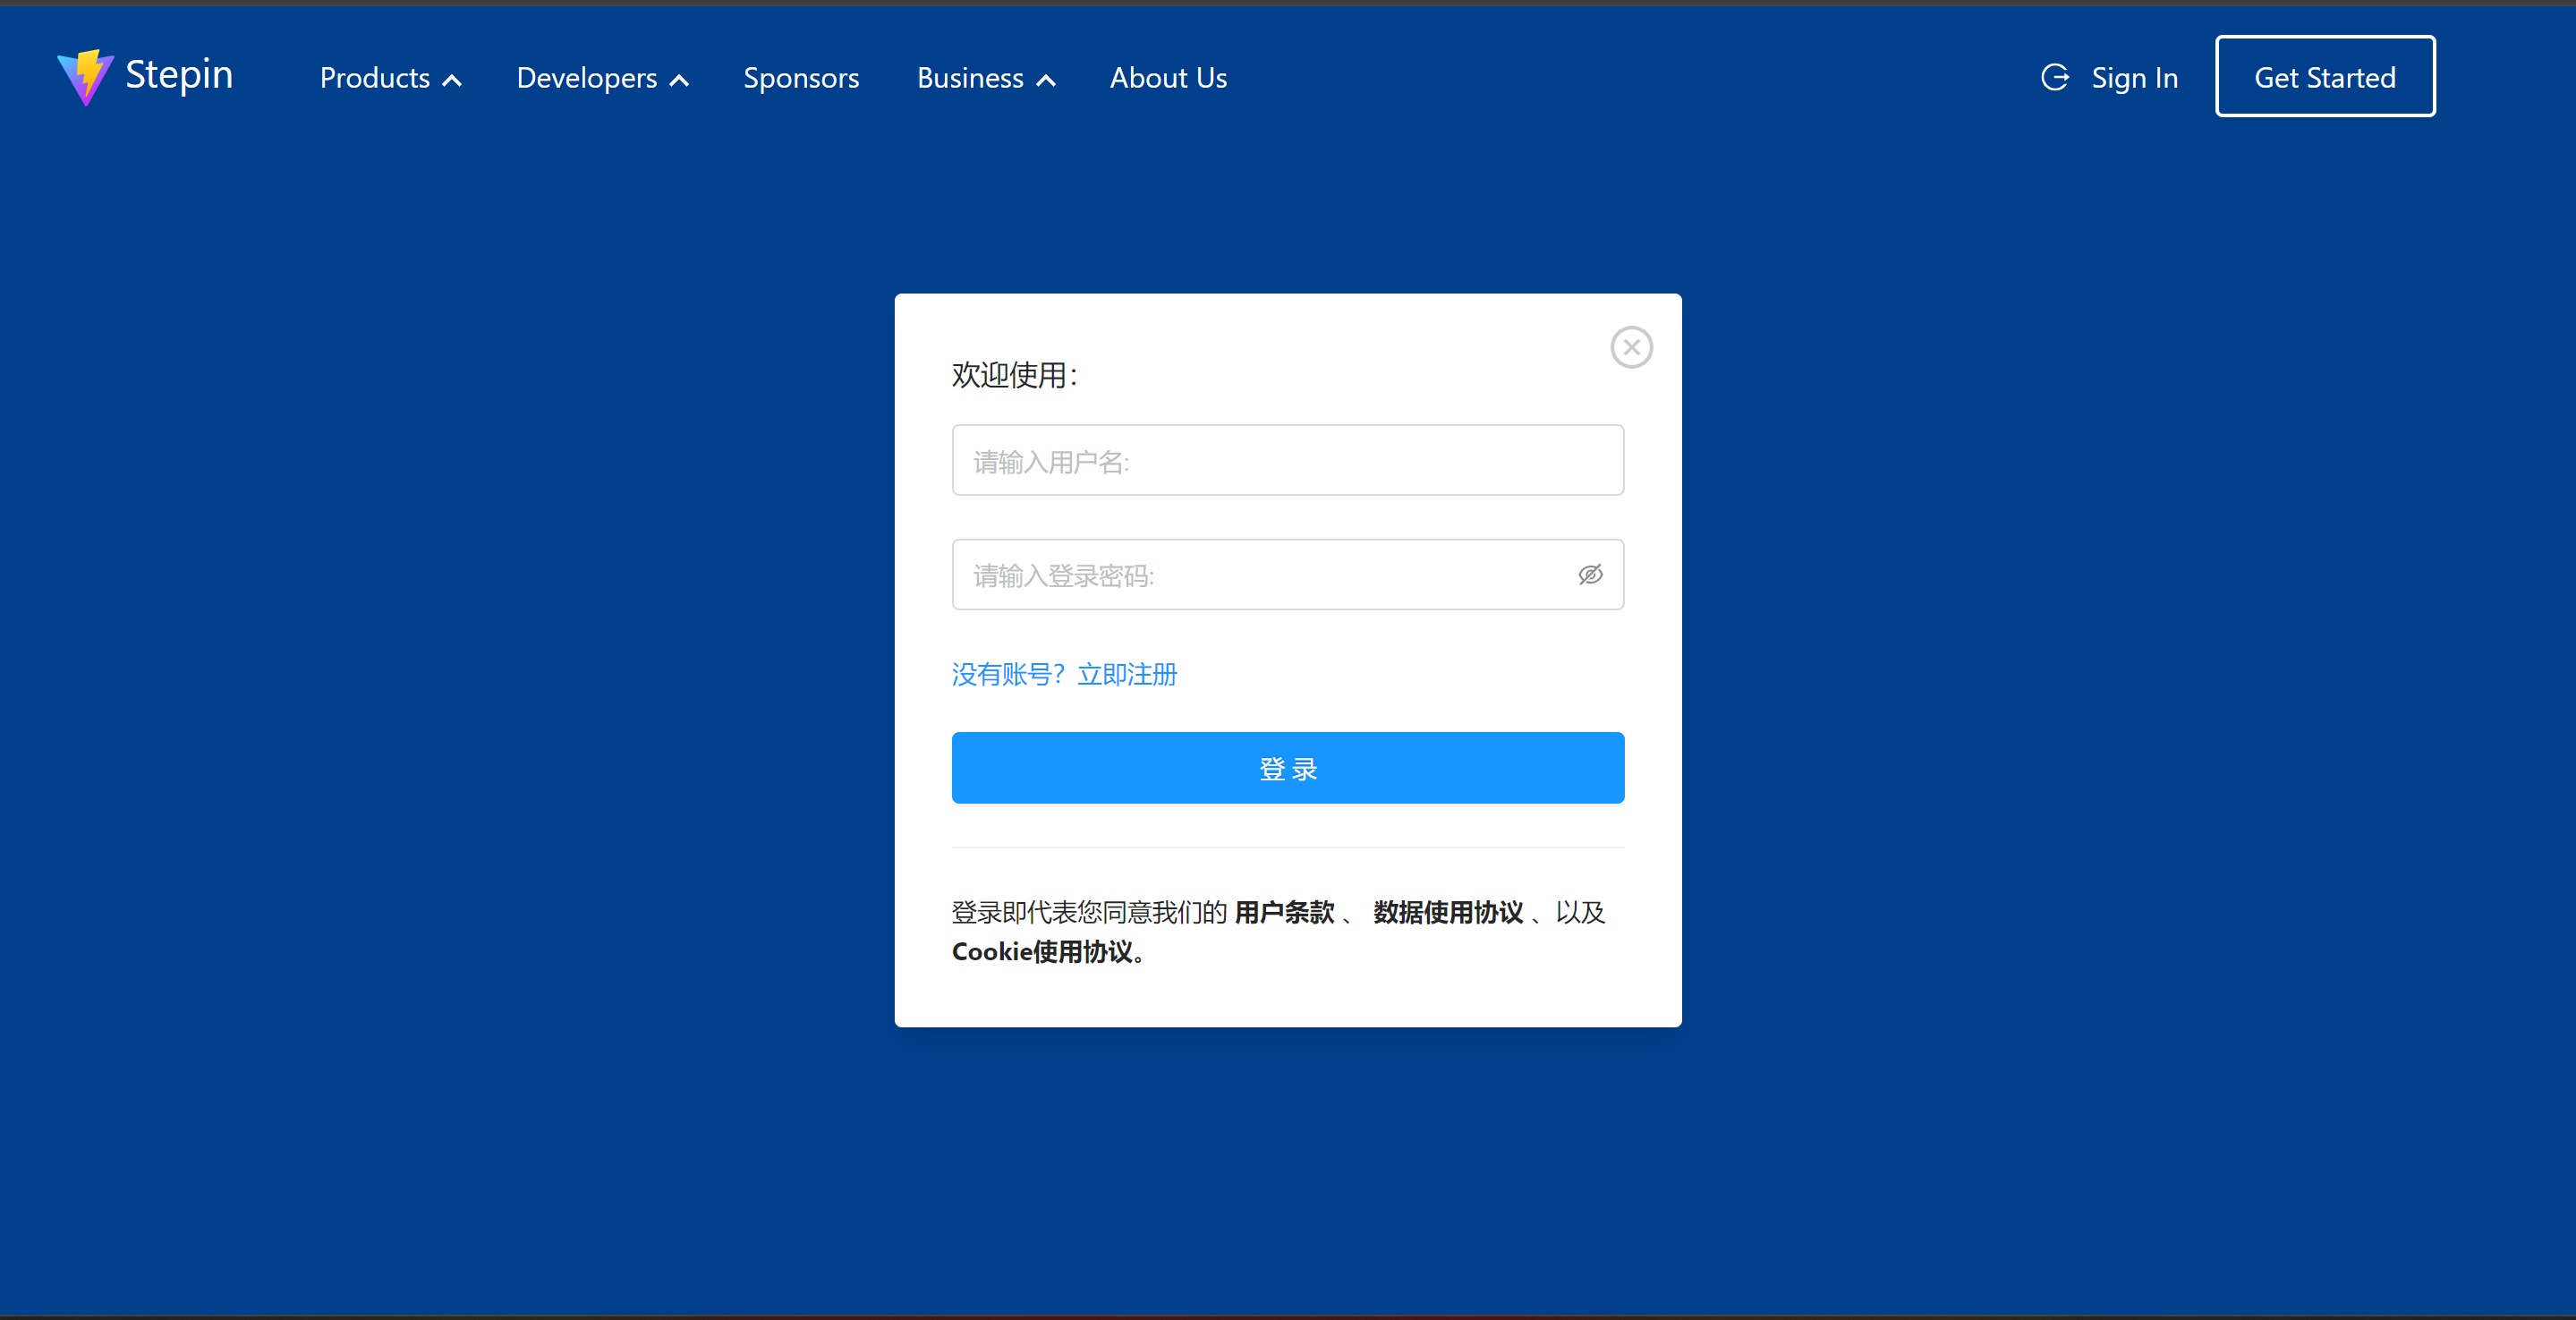 Stepin
Products
Developers
Sponsors
Business
About Us
Sign In
Get Started
欢迎使用：
请输入用户名:
请输入登录密码:
没有账号？立即注册
登 录
登录即代表您同意我们的 用户条款 、 数据使用协议 、以及
Cookie使用协议。